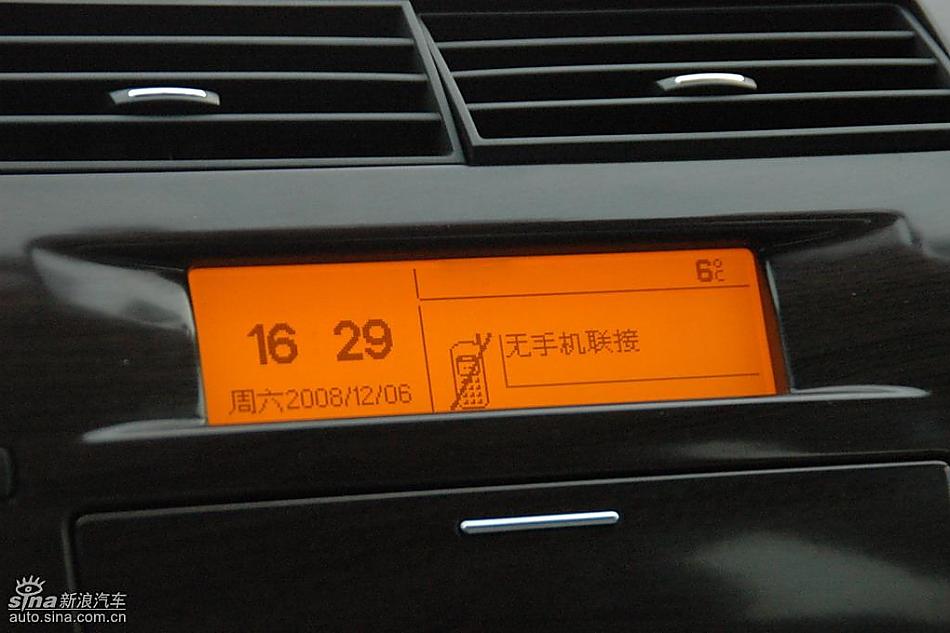 6°C
16 29
无手机联接
周六2008/12/06
sina新浪汽车
auto.sina.com.cn